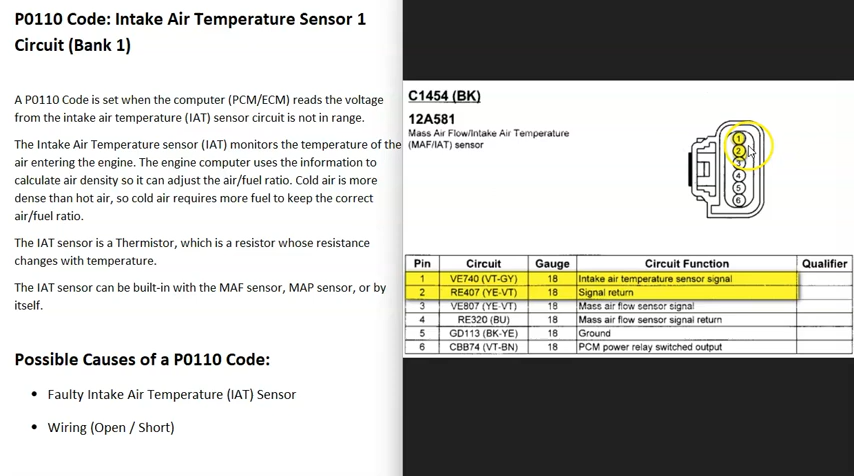 P0110 Code: Intake Air Temperature Sensor 1
Circuit (Bank 1)
A P0110 Code is set when the computer (PCM/ECM) reads the voltage
from the intake air temperature (IAT) sensor circuit is not in range.
The Intake Air Temperature sensor (IAT) monitors the temperature of the
air entering the engine. The engine computer uses the information to
calculate air density so it can adjust the air/fuel ratio. Cold air is more
dense than hot air, so cold air requires more fuel to keep the correct
air/fuel ratio.
The IAT sensor is a Thermistor, which is a resistor whose resistance
changes with temperature.
The IAT sensor can be built-in with the MAF sensor, MAP sensor, or by
itself.
Possible Causes of a P0110 Code:
• Faulty Intake Air Temperature (IAT) Sensor
• Wiring (Open / Short)
C1454 (BK)
12A581
Mass Air Flow/Intake Air Temperature
(MAF/IAT) sensor
1
2
3
4
5
6
Pin Circuit Gauge Circuit Function Qualifier
1 VE740 (VT-GY) 18 Intake air temperature sensor signal
2 RE407 (YE-VT) 18 Signal return
3 VE807 (YE-VT) 18 Mass air flow sensor signal
4 RE320 (BU) 18 Mass air flow sensor signal return
5 GD113 (BK-YE) 18 Ground
6 CBB74 (VT-BN) 18 PCM power relay switched output